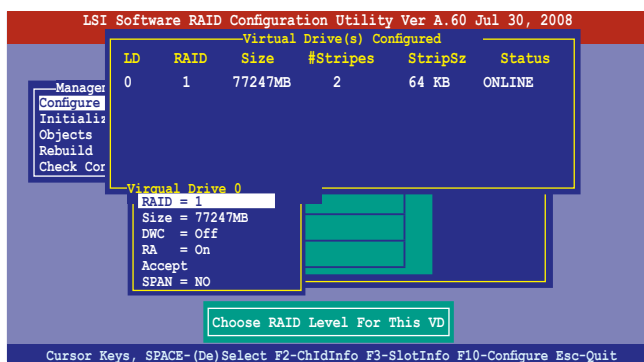 LSI Software RAID Configuration Utility Ver A.60 Jul 30, 2008
Virtual Drive(s) Configured
LD RAID Size #Stripes StripSz Status
0 1 77247MB 2 64 KB ONLINE
Manager
Configure
Initializ
Objects
Rebuild
Check Con
Virqual Drive 0
RAID = 1
Size = 77247MB
DWC = Off
RA = On
Accept
SPAN = NO
Choose RAID Level For This VD
Cursor Keys, SPACE-(De)Select F2-ChIdInfo F3-SlotInfo F10-Configure Esc-Quit